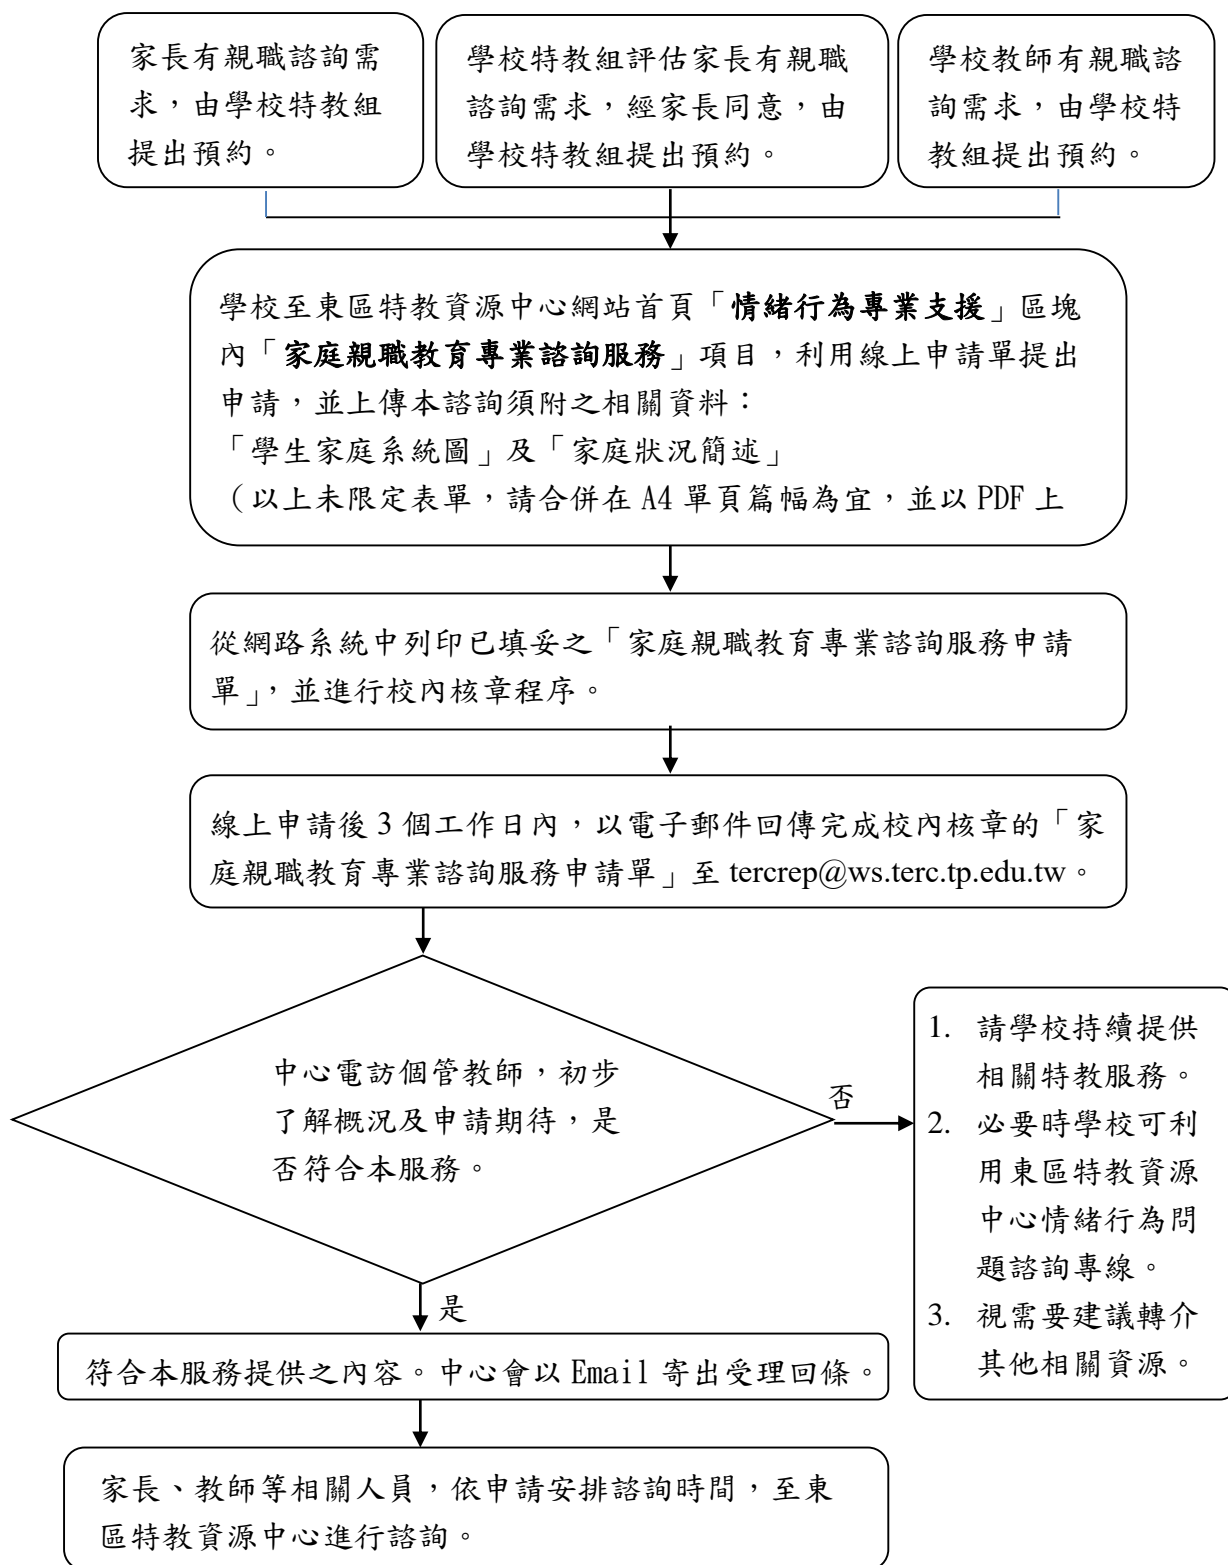 家長有親職諮詢需
求，由學校特教組
提出預約。
學校特教組評估家長有親職
諮詢需求，經家長同意，由
學校特教組提出預約。
學校教師有親職諮
詢需求，由學校特
教組提出預約。
學校至東區特教資源中心網站首頁「情緒行為專業支援」區塊
內「家庭親職教育專業諮詢服務」項目，利用線上申請單提出
申請，並上傳本諮詢須附之相關資料：
「學生家庭系統圖」及「家庭狀況簡述」
（以上未限定表單，請合併在 A4 單頁篇幅為宜，並以 PDF 上
從網路系統中列印已填妥之「家庭親職教育專業諮詢服務申請
單」，並進行校內核章程序。
線上申請後 3 個工作日內，以電子郵件回傳完成校內核章的「家
庭親職教育專業諮詢服務申請單」至 tercrep@ws.terc.tp.edu.tw。
中心電訪個管教師，初步
了解概況及申請期待，是
否符合本服務。
否
1. 請學校持續提供
相關特教服務。
2. 必要時學校可利
用東區特教資源
中心情緒行為問
題諮詢專線。
3. 視需要建議轉介
其他相關資源。
是
符合本服務提供之內容。中心會以 Email 寄出受理回條。
家長、教師等相關人員，依申請安排諮詢時間，至東
區特教資源中心進行諮詢。